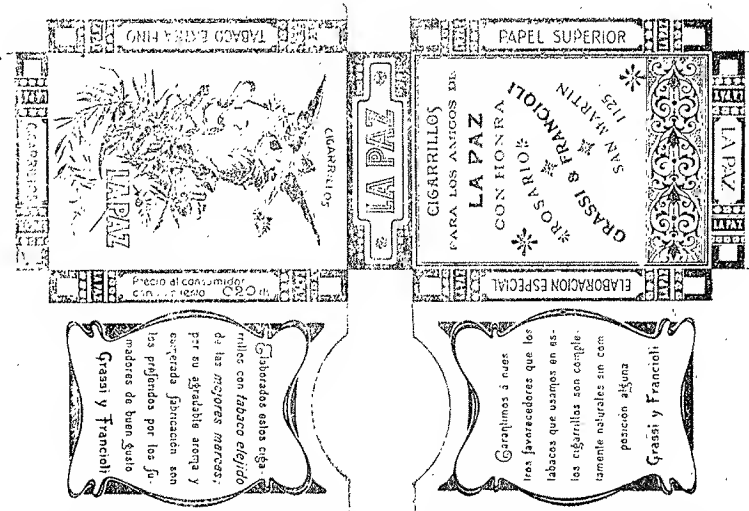 TABACO EXTRA FINO
CIGARRILLOS
LA PAZ
CIGARRILLOS
Precio al consumidor
LA PAZ
PAPEL SUPERIOR
CIGARRILLOS
PARA LOS AMIGOS DE
LA PAZ
CON HONRA
ROSARIO
GRASSI & FRANCIOLI
SAN MARTIN
1125
ELABORACION ESPECIAL
LA PAZ
LA PAZ
LA PAZ
Elaborados estos ciga-
rrillos con tabaco elejido
de las mejores marcas,
por su agradable aroma y
esmerada fabricación son
los preferidos por los fu-
madores de buen gusto
Grassi y Francioli
Garantimos á nues
tros favorecedores que los
tabacos que usamos en es-
los cigarrillos son comple-
tamente naturales sin com
posición alguna
Grassi y Francioli